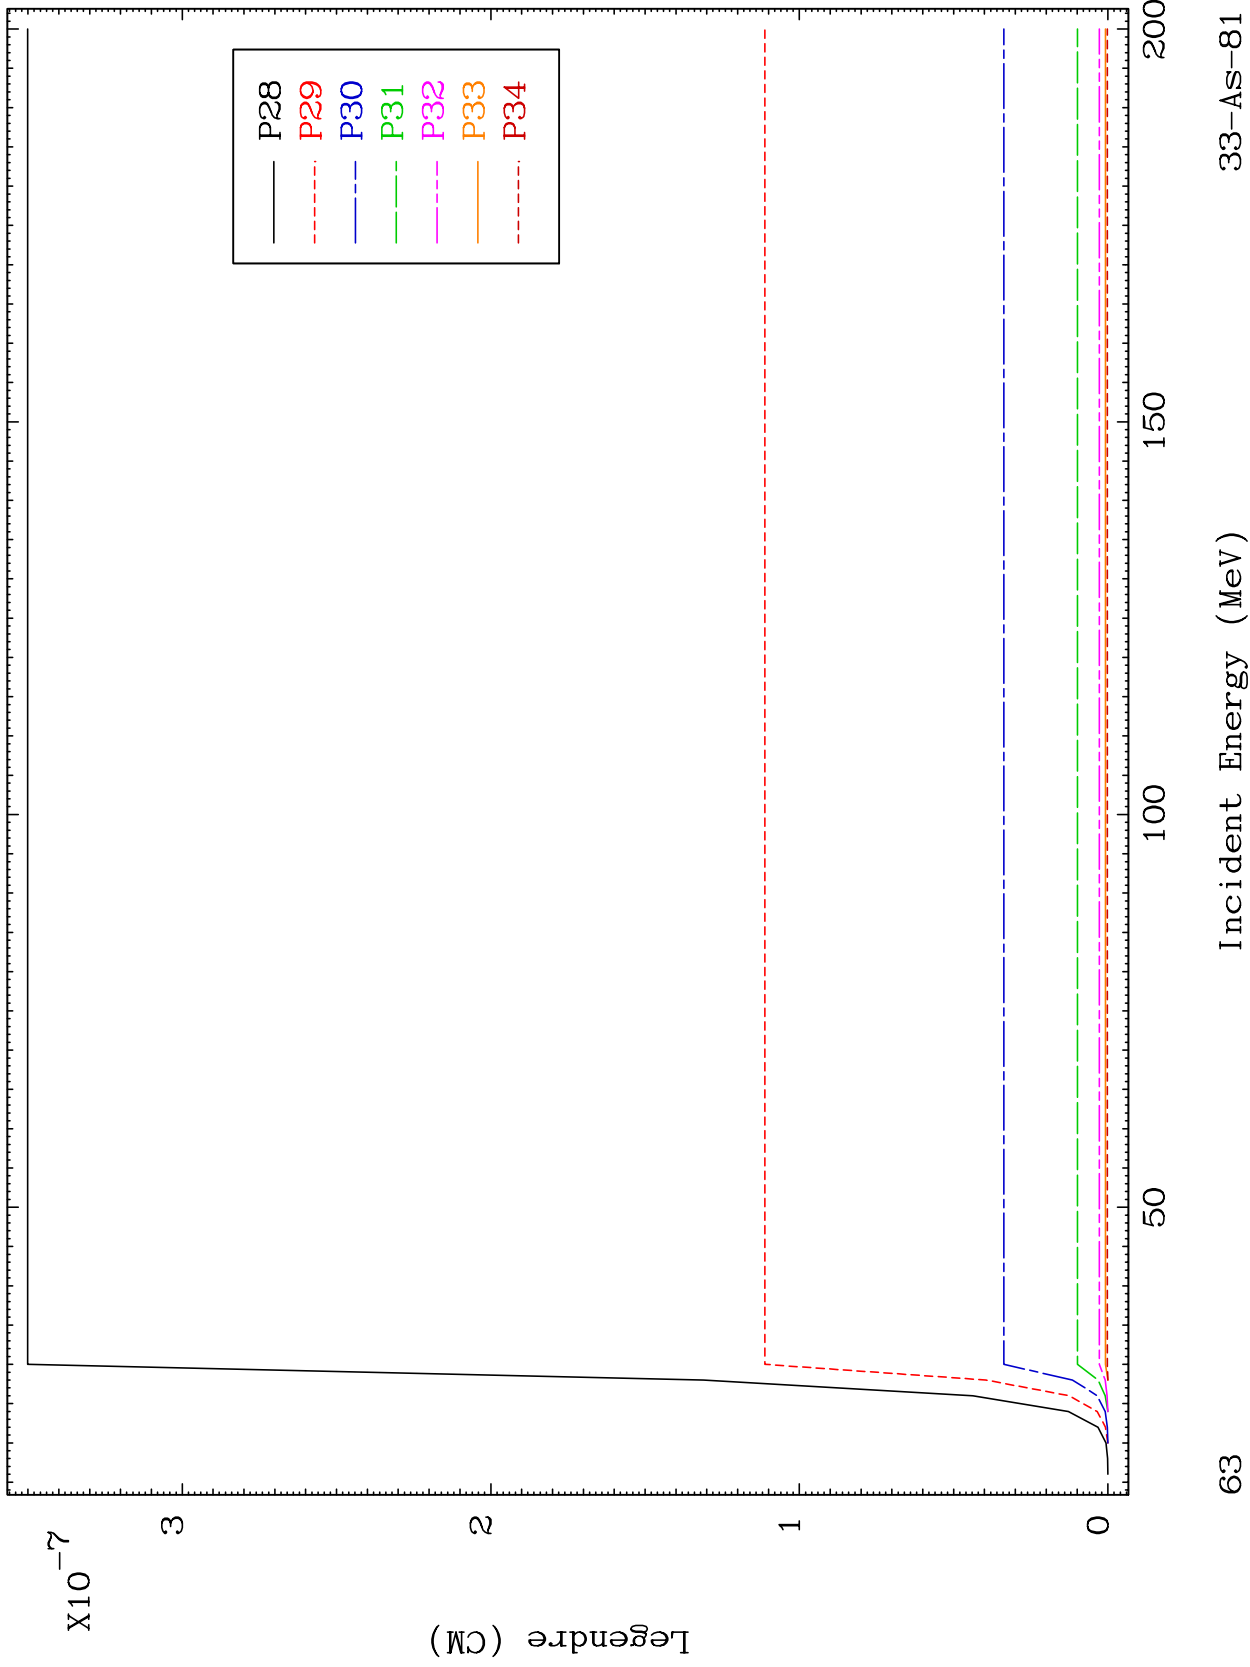 X10-7
3
2
1
0
Legendre (CM)
P28
P29
P30
P31
P32
P33
P34
50
100
150
200
Incident Energy (MeV)
63
33-As-81